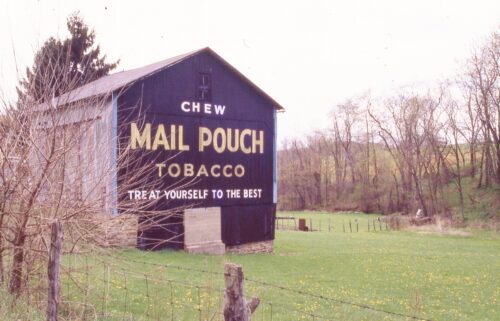 CHEW
MAIL POUCH
TOBACCO
TREAT YOURSELF TO THE BEST